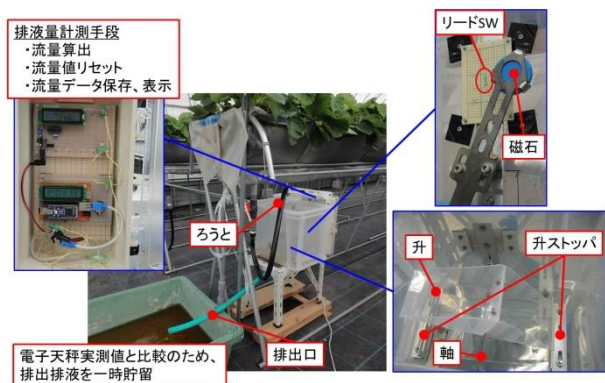 排液量計測手段
・流量算出
・流量値リセット
・流量データ保存、表示
リードSW
磁石
ろうと
升
升ストッパ
軸
排出口
電子天秤実測値と比較のため、
排出排液を一時貯留